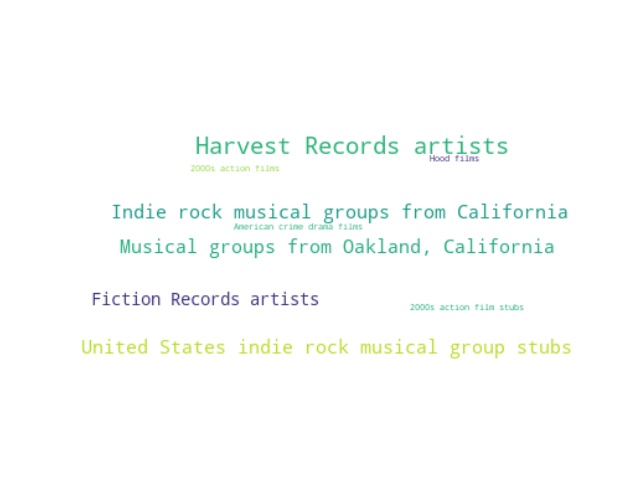 Harvest Records artists
Hood films
2000s action films
Indie rock musical groups from California
American crime drama films
Musical groups from Oakland, California
Fiction Records artists
2000s action film stubs
United States indie rock musical group stubs